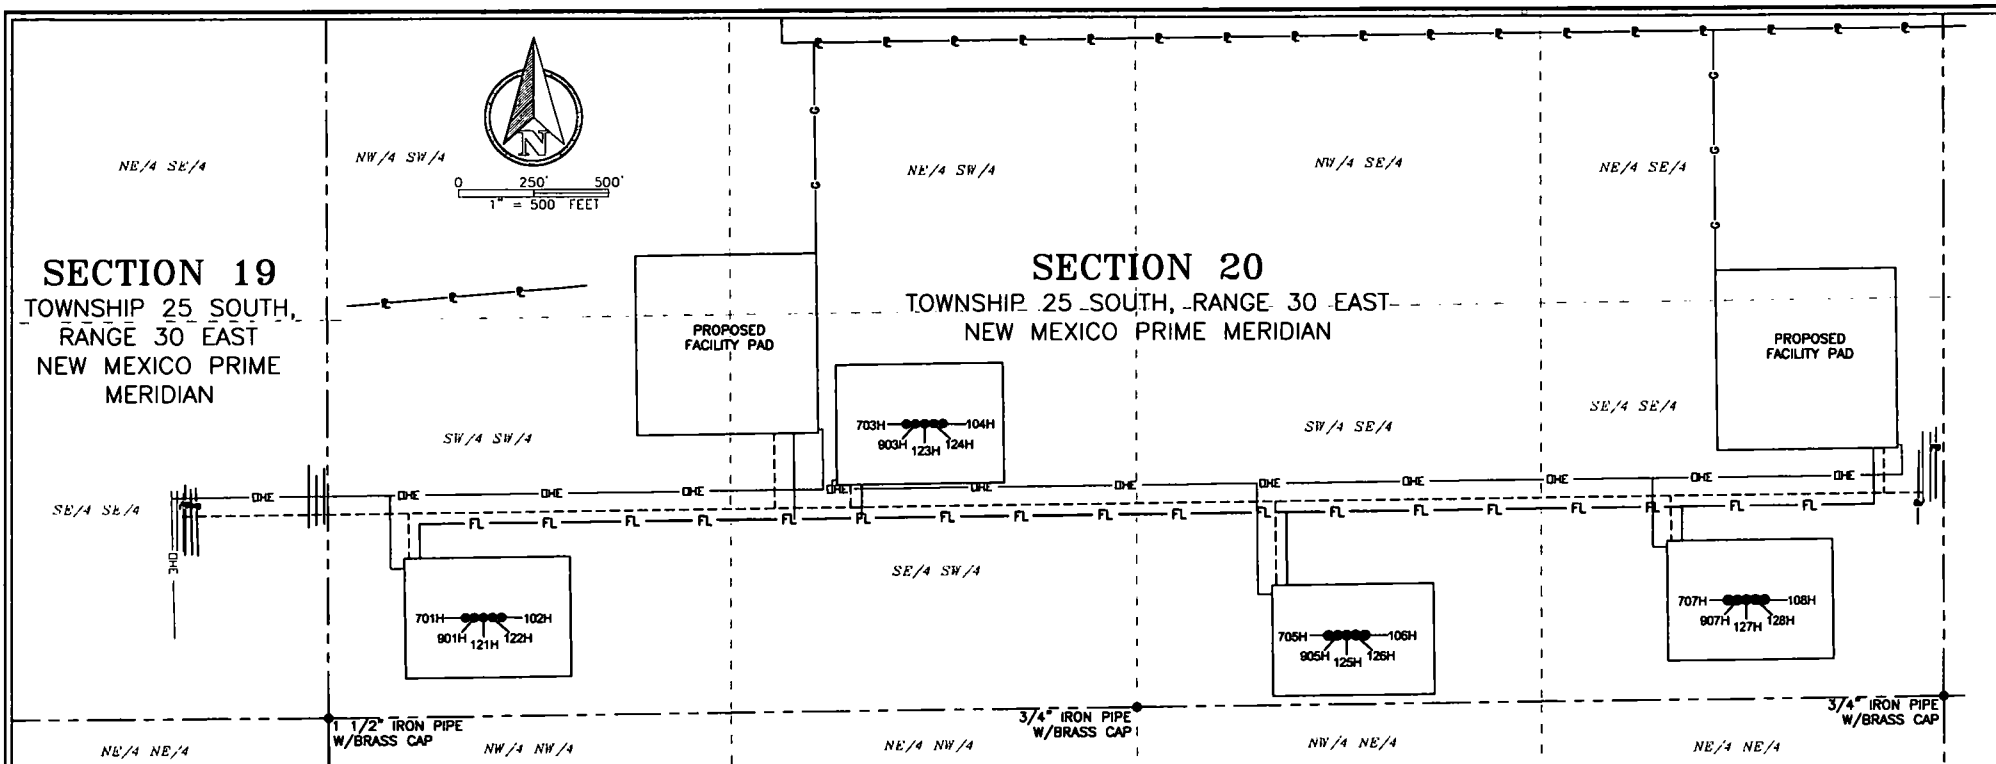 NE/4 SE/4
NW/4 SW/4
N
0 250' 500'
1" = 500 FEET
NE/4 SW/4
NW/4 SE/4
NE/4 SE/4
G
G
G
G
G
SECTION 19
TOWNSHIP 25 SOUTH,
RANGE 30 EAST
NEW MEXICO PRIME
MERIDIAN
SECTION 20
TOWNSHIP 25 SOUTH, RANGE 30 EAST
NEW MEXICO PRIME MERIDIAN
PROPOSED
FACILITY PAD
PROPOSED
FACILITY PAD
703H 104H
903H 123H 124H
SW/4 SW/4
SW/4 SE/4
SE/4 SE/4
SE/4 SE/4
OHE OHE OHE OHE OHE OHE OHE OHE OHE OHE OHE
OHE
FL FL FL FL FL FL FL FL FL FL FL FL FL FL FL FL FL FL
SE/4 SW/4
701H 102H
901H 121H 122H
705H 106H
905H 125H 126H
707H 108H
907H 127H 128H
1 1/2" IRON PIPE
W/BRASS CAP
3/4" IRON PIPE
W/BRASS CAP
3/4" IRON PIPE
W/BRASS CAP
NE/4 NE/4
NW/4 NW/4
NE/4 NW/4
NW/4 NE/4
NE/4 NE/4